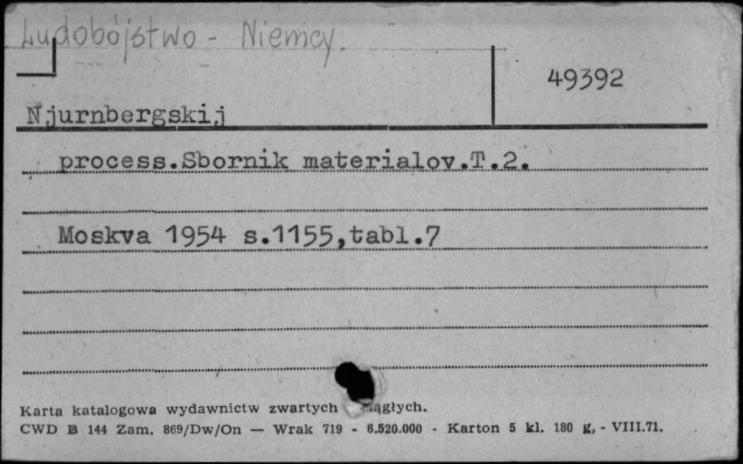 Ludobójstwo - Niemcy.
49392
Njurnbergskij
process.Sbornik materialov.T.2.
Moskva 1954 s.1155,tabl.7
Karta katalogowa wydawnictw zwartych
CWD B 144 Zam. 869/Dw/On — Wrak 719 - 6.520.000 - Karton 5 kl. 180 g, - VIII.71.